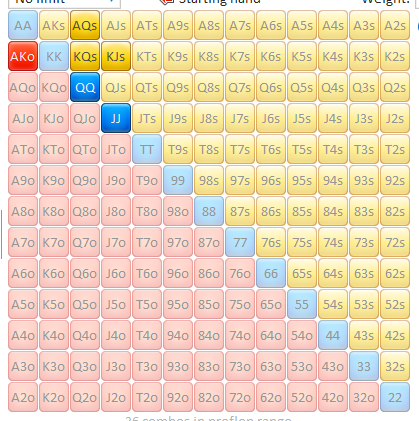 No limit Starting hand Weight:
AA AKs AQs AJs ATs A9s A8s A7s A6s A5s A4s A3s A2s
AKo KK KQs KJs KTs K9s K8s K7s K6s K5s K4s K3s K2s
AQo KQo QQ QJs QTs Q9s Q8s Q7s Q6s Q5s Q4s Q3s Q2s
AJo KJo QJo JJ JTs J9s J8s J7s J6s J5s J4s J3s J2s
ATo KTo QTo JTo TT T9s T8s T7s T6s T5s T4s T3s T2s
A9o K9o Q9o J9o T9o 99 98s 97s 96s 95s 94s 93s 92s
A8o K8o Q8o J8o T8o 98o 88 87s 86s 85s 84s 83s 82s
A7o K7o Q7o J7o T7o 97o 87o 77 76s 75s 74s 73s 72s
A6o K6o Q6o J6o T6o 96o 86o 76o 66 65s 64s 63s 62s
A5o K5o Q5o J5o T5o 95o 85o 75o 65o 55 54s 53s 52s
A4o K4o Q4o J4o T4o 94o 84o 74o 64o 54o 44 43s 42s
A3o K3o Q3o J3o T3o 93o 83o 73o 63o 53o 43o 33 32s
A2o K2o Q2o J2o T2o 92o 82o 72o 62o 52o 42o 32o 22
26 combos in preflop range